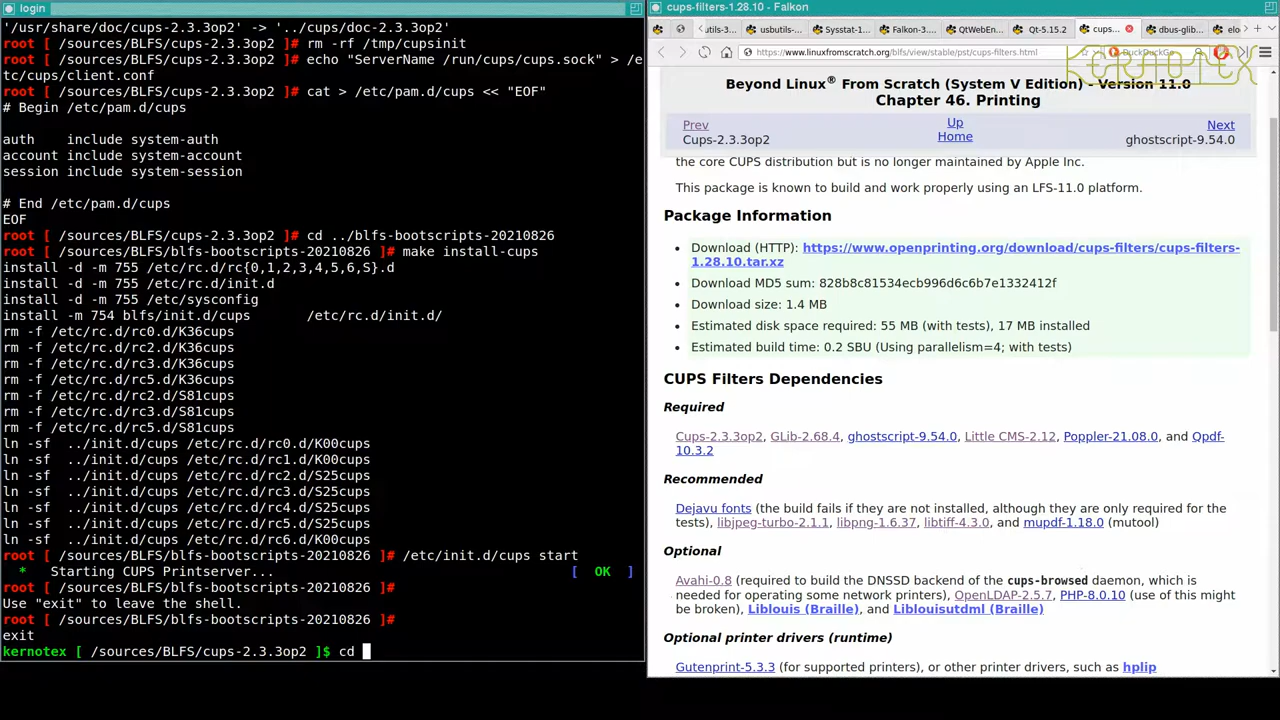 login
'/usr/share/doc/cups-2.3.3op2' -> '../cups/doc-2.3.3op2'
root [ /sources/BLFS/cups-2.3.3op2 ]# rm -rf /tmp/cupsinit
root [ /sources/BLFS/cups-2.3.3op2 ]# echo "ServerName /run/cups/cups.sock" > /e
tc/cups/client.conf
root [ /sources/BLFS/cups-2.3.3op2 ]# cat > /etc/pam.d/cups << "EOF"
# Begin /etc/pam.d/cups
auth    include system-auth
account include system-account
session include system-session
# End /etc/pam.d/cups
EOF
root [ /sources/BLFS/cups-2.3.3op2 ]# cd ../blfs-bootscripts-20210826
root [ /sources/BLFS/blfs-bootscripts-20210826 ]# make install-cups
install -d -m 755 /etc/rc.d/rc{0,1,2,3,4,5,6,S}.d
install -d -m 755 /etc/rc.d/init.d
install -d -m 755 /etc/sysconfig
install -m 754 blfs/init.d/cups       /etc/rc.d/init.d/
rm -f /etc/rc.d/rc0.d/K36cups
rm -f /etc/rc.d/rc2.d/K36cups
rm -f /etc/rc.d/rc3.d/K36cups
rm -f /etc/rc.d/rc5.d/K36cups
rm -f /etc/rc.d/rc2.d/S81cups
rm -f /etc/rc.d/rc3.d/S81cups
rm -f /etc/rc.d/rc5.d/S81cups
ln -sf  ../init.d/cups /etc/rc.d/rc0.d/K00cups
ln -sf  ../init.d/cups /etc/rc.d/rc1.d/K00cups
ln -sf  ../init.d/cups /etc/rc.d/rc2.d/S25cups
ln -sf  ../init.d/cups /etc/rc.d/rc3.d/S25cups
ln -sf  ../init.d/cups /etc/rc.d/rc4.d/S25cups
ln -sf  ../init.d/cups /etc/rc.d/rc5.d/S25cups
ln -sf  ../init.d/cups /etc/rc.d/rc6.d/K00cups
root [ /sources/BLFS/blfs-bootscripts-20210826 ]# /etc/init.d/cups start
 *   Starting CUPS Printserver...                                      [  OK  ]
root [ /sources/BLFS/blfs-bootscripts-20210826 ]#
Use "exit" to leave the shell.
root [ /sources/BLFS/blfs-bootscripts-20210826 ]#
exit
kernotex [ /sources/BLFS/cups-2.3.3op2 ]$ cd
cups-filters-1.28.10 - Falkon
utils-3. usbutils-. Sysstat-1 Falkon-3. QtWebEn. Qt-5.15.2 cups. dbus-glib. elo
https://www.linuxfromscratch.org/blfs/view/stable/pst/cups-filters.html DuckDuckGo
KERNOTEX
Beyond Linux® From Scratch (System V Edition) - Version 11.0
Chapter 46. Printing
Prev Up Next
Cups-2.3.3op2 Home ghostscript-9.54.0
the core CUPS distribution but is no longer maintained by Apple Inc.
This package is known to build and work properly using an LFS-11.0 platform.
Package Information
• Download (HTTP): https://www.openprinting.org/download/cups-filters/cups-filters-
1.28.10.tar.xz
• Download MD5 sum: 828b8c81534ecb996d6c6b7e1332412f
• Download size: 1.4 MB
• Estimated disk space required: 55 MB (with tests), 17 MB installed
• Estimated build time: 0.2 SBU (Using parallelism=4; with tests)
CUPS Filters Dependencies
Required
Cups-2.3.3op2, GLib-2.68.4, ghostscript-9.54.0, Little CMS-2.12, Poppler-21.08.0, and Qpdf-
10.3.2
Recommended
Dejavu fonts (the build fails if they are not installed, although they are only required for the
tests), libjpeg-turbo-2.1.1, libpng-1.6.37, libtiff-4.3.0, and mupdf-1.18.0 (mutool)
Optional
Avahi-0.8 (required to build the DNSSD backend of the cups-browsed daemon, which is
needed for operating some network printers), OpenLDAP-2.5.7, PHP-8.0.10 (use of this might
be broken), Liblouis (Braille), and Liblouisutdml (Braille)
Optional printer drivers (runtime)
Gutenprint-5.3.3 (for supported printers), or other printer drivers, such as hplip